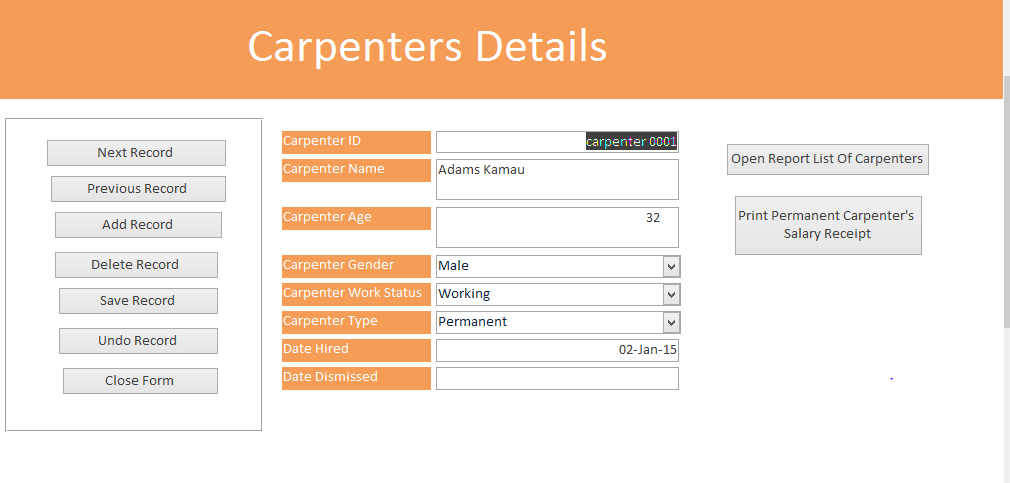 Carpenters Details
Next Record
Previous Record
Add Record
Delete Record
Save Record
Undo Record
Close Form
Carpenter ID carpenter 0001
Carpenter Name Adams Kamau
Carpenter Age 32
Carpenter Gender Male
Carpenter Work Status Working
Carpenter Type Permanent
Date Hired 02-Jan-15
Date Dismissed
Open Report List Of Carpenters
Print Permanent Carpenter's
Salary Receipt